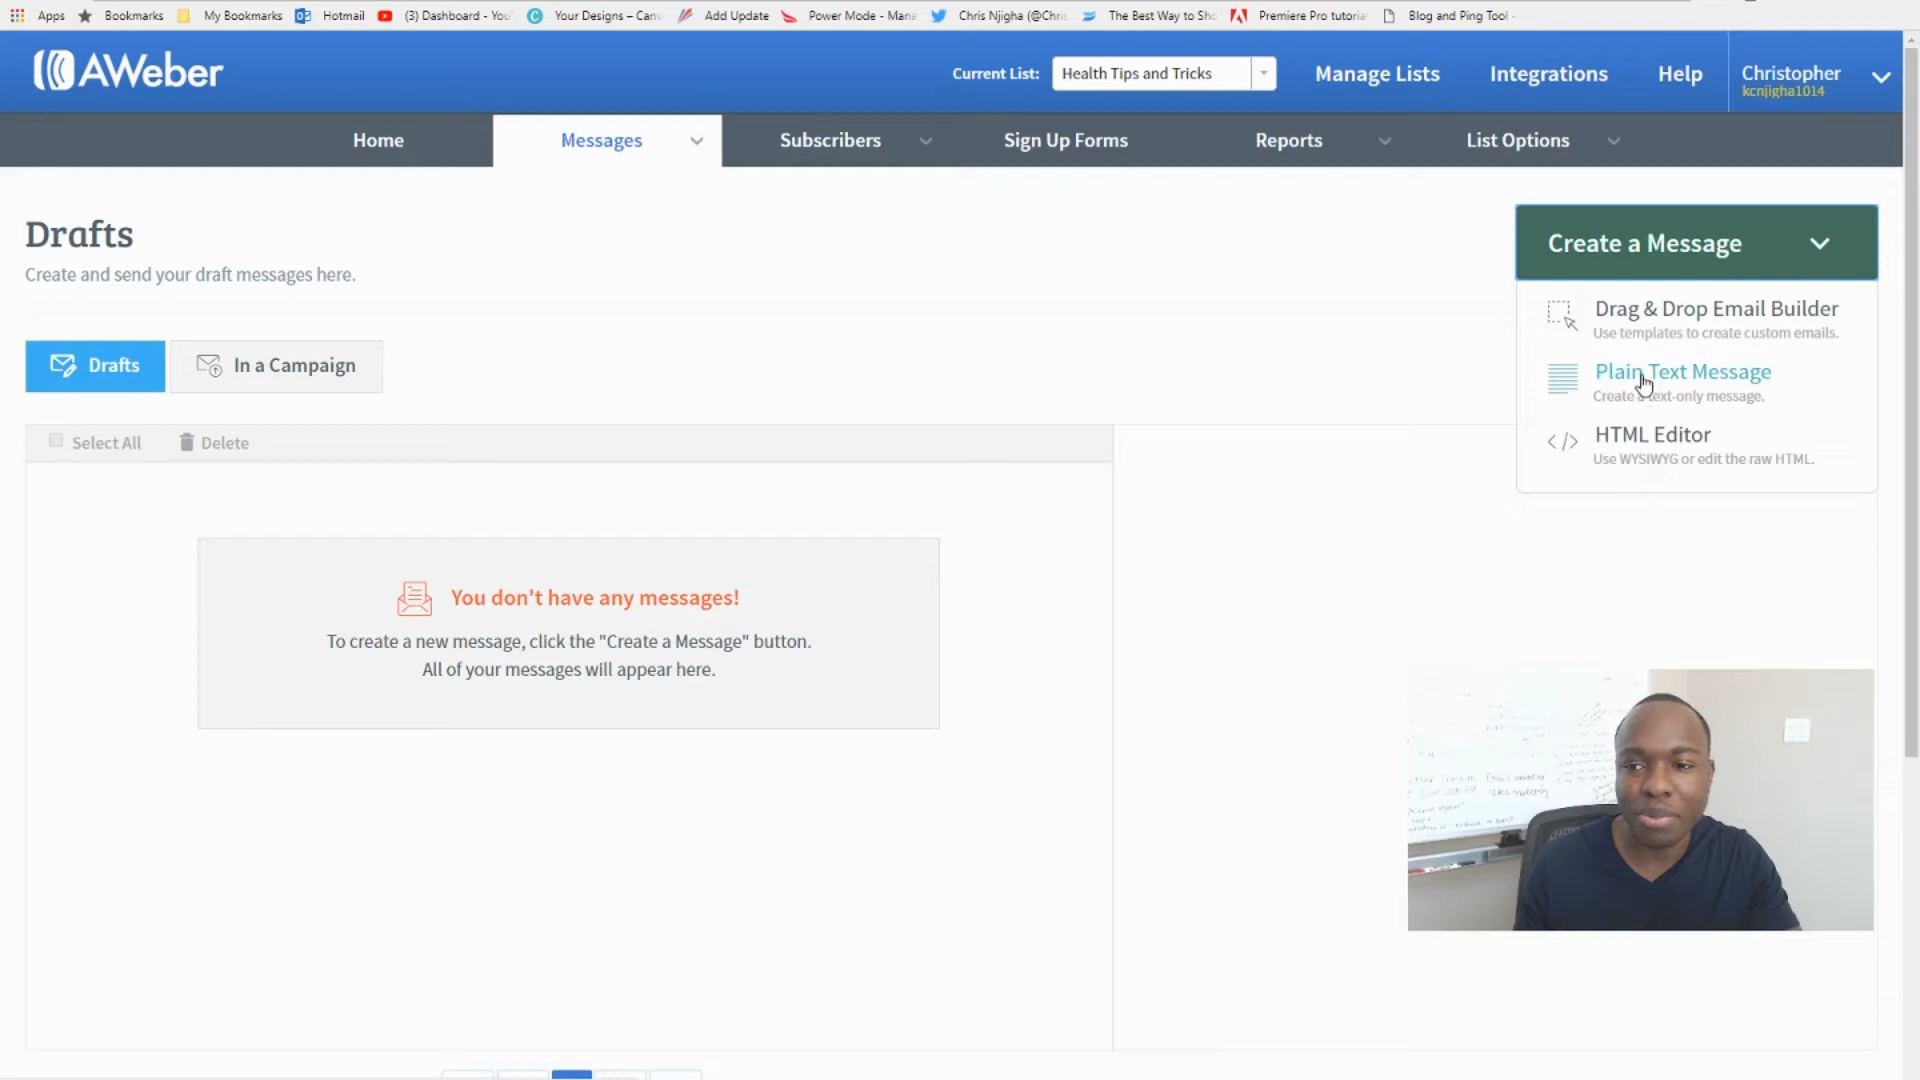 Apps
Bookmarks
My Bookmarks
Hotmail
(3) Dashboard - You
Your Designs – Canv
Add Update
Power Mode - Mana
Chris Njigha (@Chris
The Best Way to Sho
Premiere Pro tutoria
Blog and Ping Tool -
AWeber
Current List:
Health Tips and Tricks
Manage Lists
Integrations
Help
Christopher
kcnjigha1014
Home
Messages
Subscribers
Sign Up Forms
Reports
List Options
Drafts
Create and send your draft messages here.
Create a Message
Drag & Drop Email Builder
Use templates to create custom emails.
Plain Text Message
Create a text-only message.
HTML Editor
Use WYSIWYG or edit the raw HTML.
Drafts
In a Campaign
Select All
Delete
You don't have any messages!
To create a new message, click the "Create a Message" button.
All of your messages will appear here.